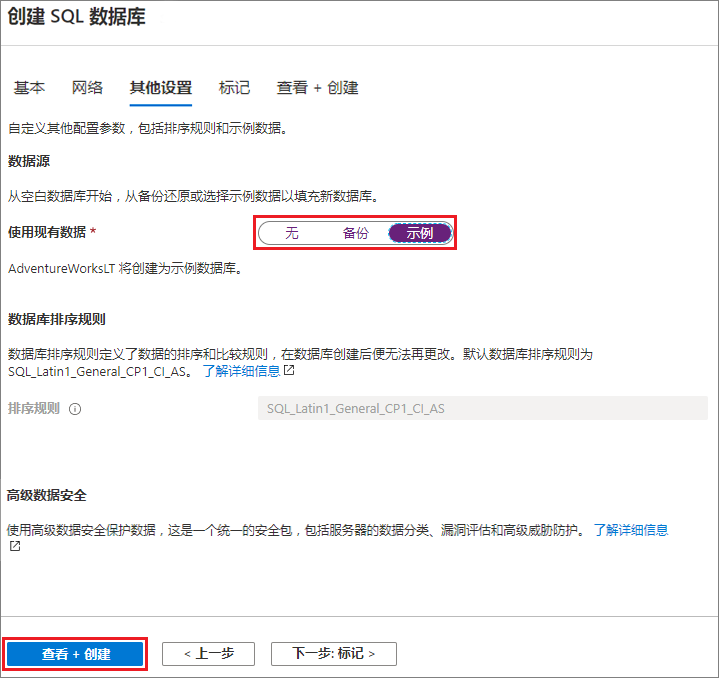 创建 SQL 数据库
基本 网络 其他设置 标记 查看 + 创建
自定义其他配置参数，包括排序规则和示例数据。
数据源
从空白数据库开始，从备份还原或选择示例数据以填充新数据库。
使用现有数据 * 无 备份 示例
AdventureWorksLT 将创建为示例数据库。
数据库排序规则
数据库排序规则定义了数据的排序和比较规则，在数据库创建后便无法再更改。默认数据库排序规则为
SQL_Latin1_General_CP1_CI_AS。 了解详细信息
排序规则 SQL_Latin1_General_CP1_CI_AS
高级数据安全
使用高级数据安全保护数据，这是一个统一的安全包，包括服务器的数据分类、漏洞评估和高级威胁防护。 了解详细信息
查看 + 创建 < 上一步 下一步: 标记 >